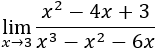 lim x→3 (x² − 4x + 3)/(x³ − x² − 6x)